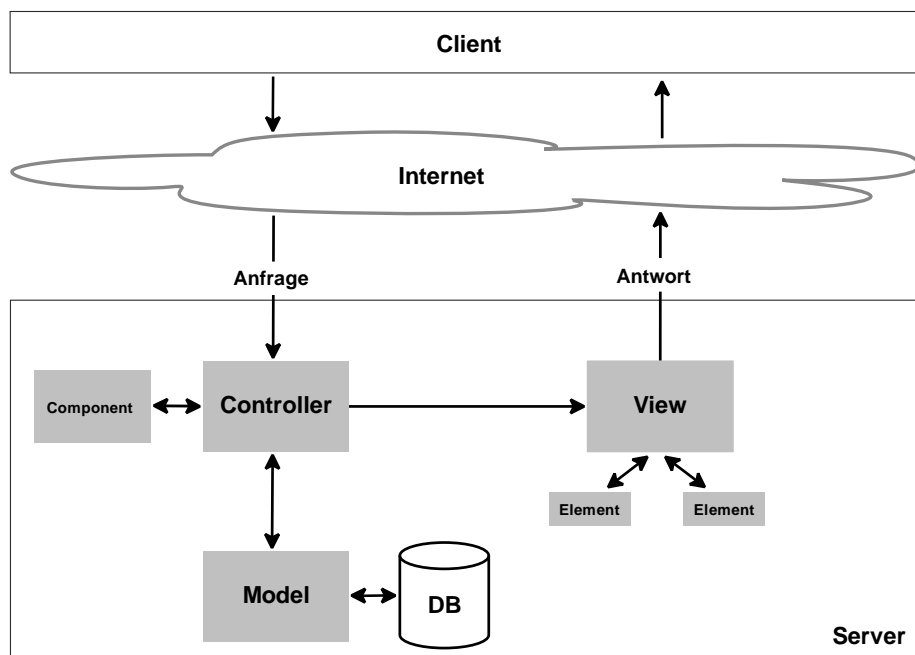 Client
Internet
Anfrage
Antwort
Component
Controller
View
Element
Element
Model
DB
Server